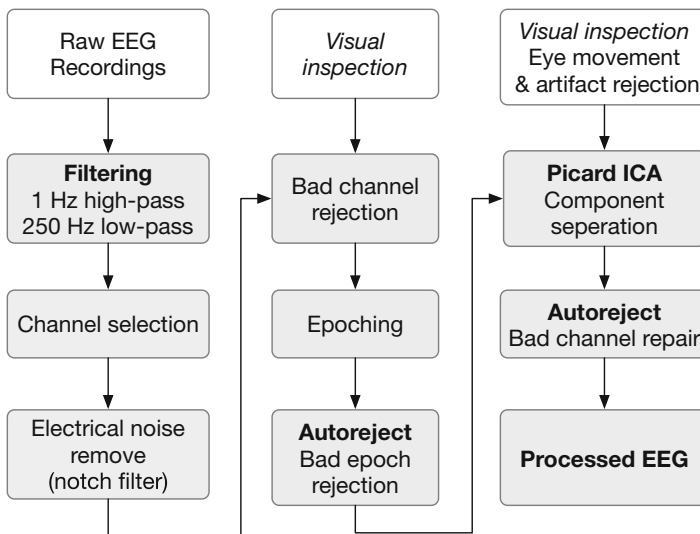 Raw EEG
Recordings
Filtering
1 Hz high-pass
250 Hz low-pass
Channel selection
Electrical noise
remove
(notch filter)
Visual
inspection
Bad channel
rejection
Epoching
Autoreject
Bad epoch
rejection
Visual inspection
Eye movement
& artifact rejection
Picard ICA
Component
seperation
Autoreject
Bad channel repair
Processed EEG